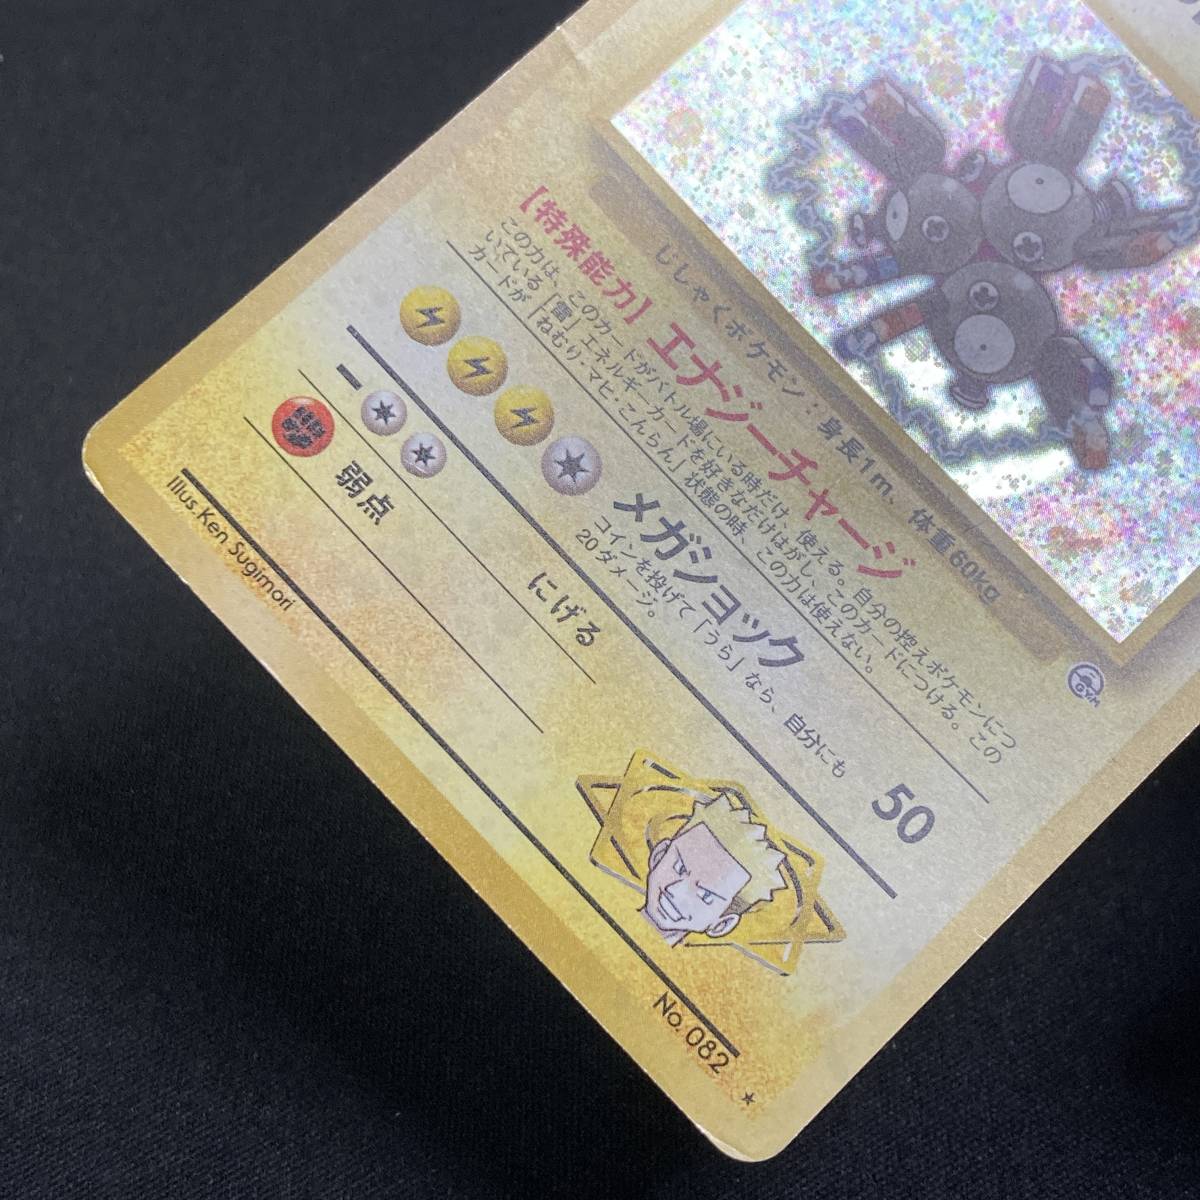 じしゃくポケモン：身長1m、体重60kg
GYM
【特殊能力】エナジーチャージ
この力は、このカードがバトル場にいる時だけ、使える。自分の控えポケモンにつ
いている「雷」エネルギーカードを好きなだけはがし、このカードにつける。この
カードが「ねむり・マヒ・こんらん」状態の時、この力は使えない。
メガショック 50
コインを投げて「うら」なら、自分にも
20ダメージ。
にげる
弱点
Illus. Ken Sugimori
No. 082 ★